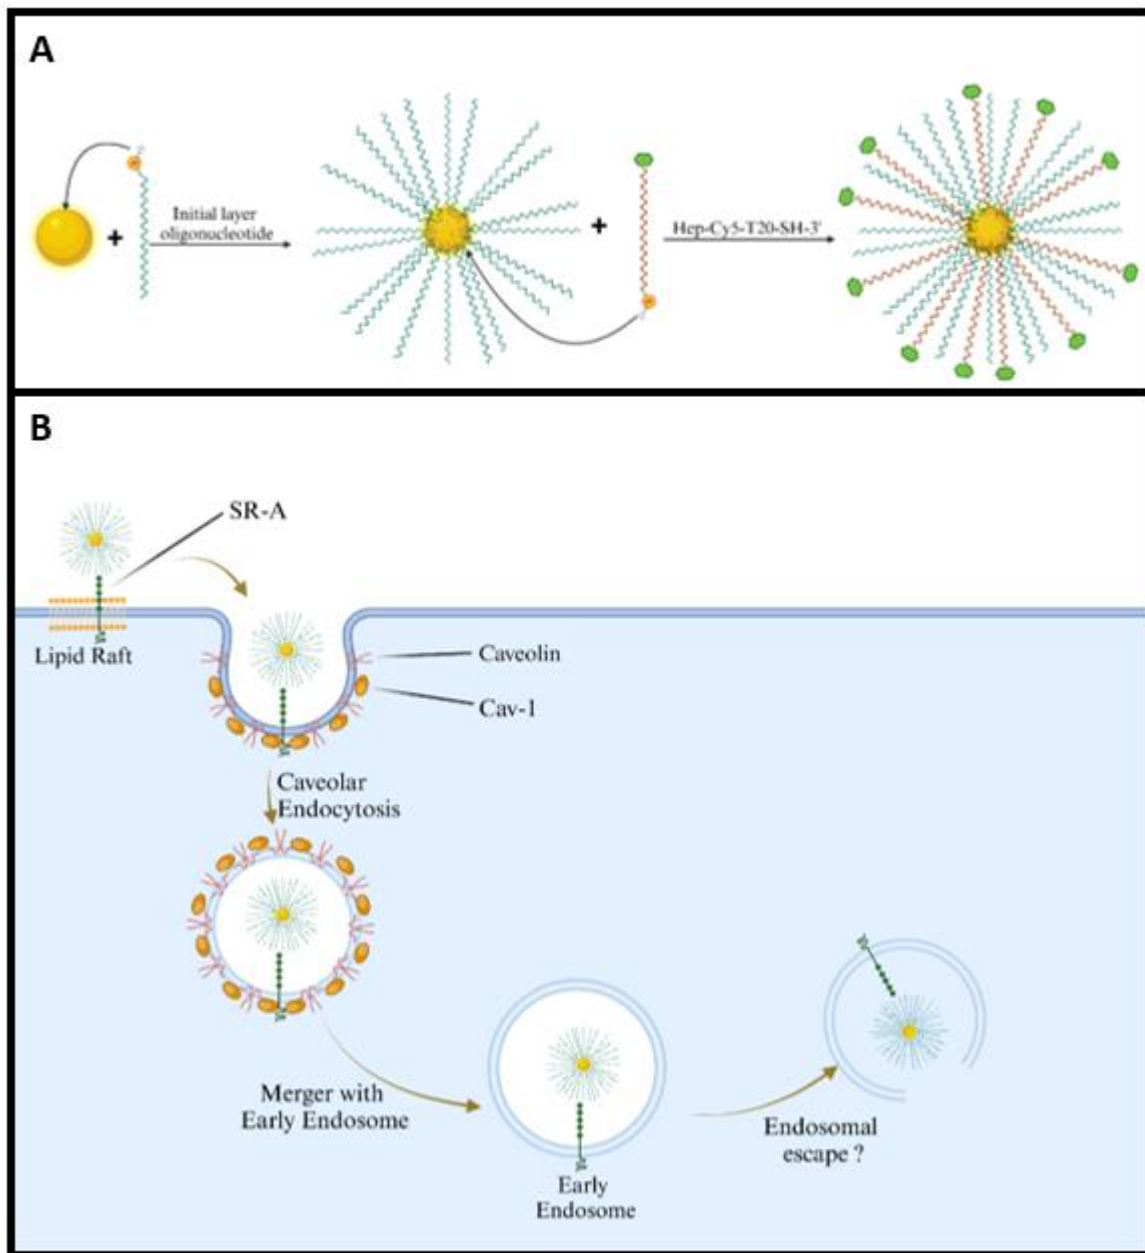 A
Initial layer
oligonucleotide
+
+
Hep-Cy5-T20-SH-3'
B
SR-A
Lipid Raft
Caveolin
Cav-1
Caveolar
Endocytosis
Merger with
Early Endosome
Early
Endosome
Endosomal
escape ?